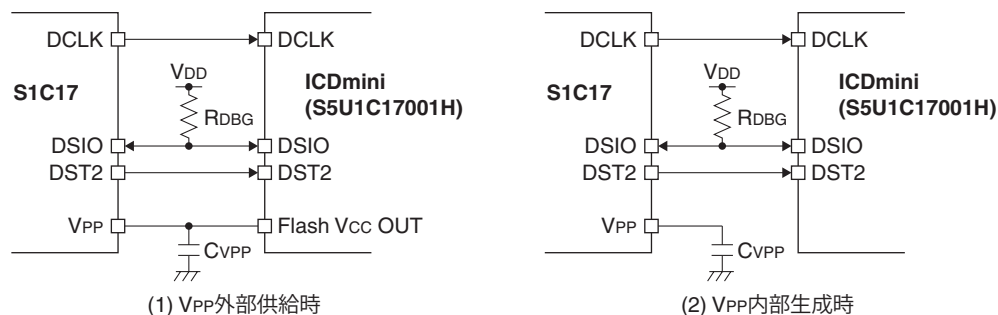 DCLK
DCLK
VDD
S1C17
ICDmini
(S5U1C17001H)
RDBG
DSIO
DSIO
DST2
DST2
VPP
Flash VCC OUT
CVPP
(1) VPP外部供給時
DCLK
DCLK
VDD
S1C17
ICDmini
(S5U1C17001H)
RDBG
DSIO
DSIO
DST2
DST2
VPP
CVPP
(2) VPP内部生成時